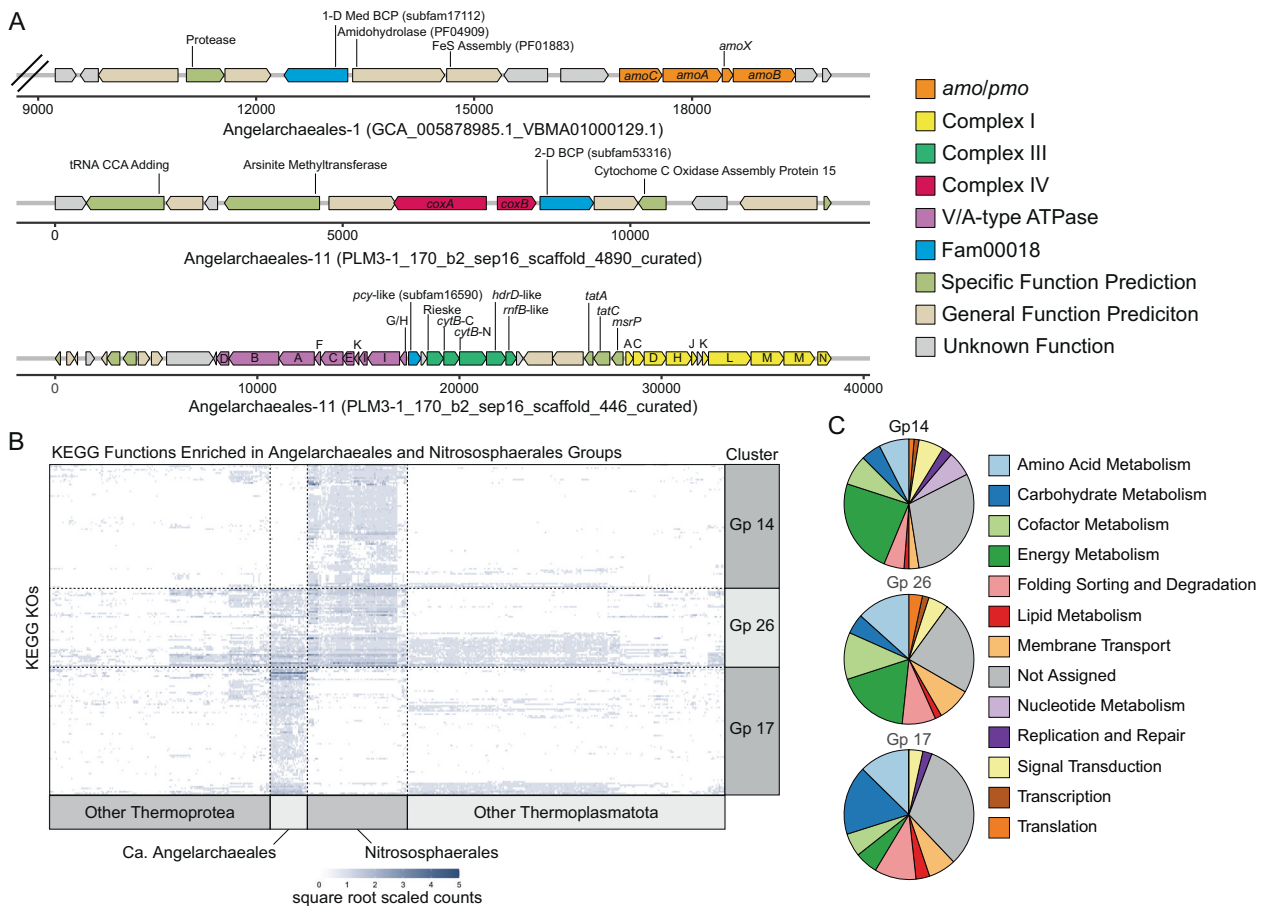 A
1-D Med BCP (subfam17112)
Amidohydrolase (PF04909)
Protease
FeS Assembly (PF01883)
amoX
amoC amoA amoB
9000 12000 15000 18000
Angelarchaeales-1 (GCA_005878985.1_VBMA01000129.1)
2-D BCP (subfam53316)
tRNA CCA Adding
Arsinite Methyltransferase
Cytochome C Oxidase Assembly Protein 15
coxA coxB
0 5000 10000
Angelarchaeales-11 (PLM3-1_170_b2_sep16_scaffold_4890_curated)
pcy-like (subfam16590)
hdrD-like
Rieske
rnfB-like
tatA
G/H
cytB-C
tatC
cytB-N
msrP
F K A C J K
D B A C E I D H L M M N
0 10000 20000 30000 40000
Angelarchaeales-11 (PLM3-1_170_b2_sep16_scaffold_446_curated)
amo/pmo
Complex I
Complex III
Complex IV
V/A-type ATPase
Fam00018
Specific Function Prediction
General Function Prediciton
Unknown Function
B
KEGG Functions Enriched in Angelarchaeales and Nitrososphaerales Groups
Cluster
KEGG KOs
Gp 14
Gp 26
Gp 17
Other Thermoprotea
Other Thermoplasmatota
Ca. Angelarchaeales
Nitrososphaerales
0 1 2 3 4 5
square root scaled counts
C
Gp14
Gp 26
Gp 17
Amino Acid Metabolism
Carbohydrate Metabolism
Cofactor Metabolism
Energy Metabolism
Folding Sorting and Degradation
Lipid Metabolism
Membrane Transport
Not Assigned
Nucleotide Metabolism
Replication and Repair
Signal Transduction
Transcription
Translation